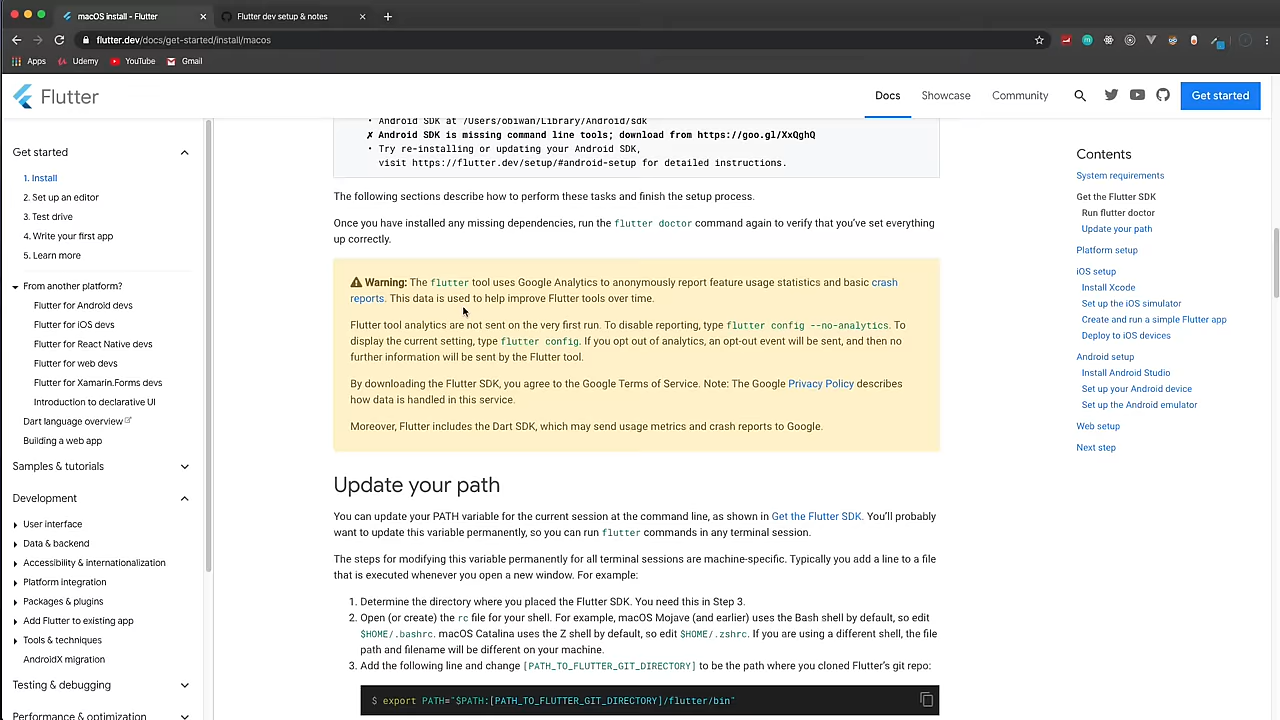 macOS install - Flutter
Flutter dev setup & notes
flutter.dev/docs/get-started/install/macos
Apps
Udemy
YouTube
Gmail
Flutter
Docs
Showcase
Community
Get started
Get started
1. Install
2. Set up an editor
3. Test drive
4. Write your first app
5. Learn more
From another platform?
Flutter for Android devs
Flutter for iOS devs
Flutter for React Native devs
Flutter for web devs
Flutter for Xamarin.Forms devs
Introduction to declarative UI
Dart language overview
Building a web app
Samples & tutorials
Development
User interface
Data & backend
Accessibility & internationalization
Platform integration
Packages & plugins
Add Flutter to existing app
Tools & techniques
AndroidX migration
Testing & debugging
Performance & optimization
• Android SDK at /Users/obiwan/Library/Android/sdk
✗ Android SDK is missing command line tools; download from https://goo.gl/XxQghQ
• Try re-installing or updating your Android SDK,
visit https://flutter.dev/setup/#android-setup for detailed instructions.
The following sections describe how to perform these tasks and finish the setup process.
Once you have installed any missing dependencies, run the flutter doctor command again to verify that you’ve set everything
up correctly.
Warning: The flutter tool uses Google Analytics to anonymously report feature usage statistics and basic crash
reports. This data is used to help improve Flutter tools over time.
Flutter tool analytics are not sent on the very first run. To disable reporting, type flutter config --no-analytics. To
display the current setting, type flutter config. If you opt out of analytics, an opt-out event will be sent, and then no
further information will be sent by the Flutter tool.
By downloading the Flutter SDK, you agree to the Google Terms of Service. Note: The Google Privacy Policy describes
how data is handled in this service.
Moreover, Flutter includes the Dart SDK, which may send usage metrics and crash reports to Google.
Update your path
You can update your PATH variable for the current session at the command line, as shown in Get the Flutter SDK. You’ll probably
want to update this variable permanently, so you can run flutter commands in any terminal session.
The steps for modifying this variable permanently for all terminal sessions are machine-specific. Typically you add a line to a file
that is executed whenever you open a new window. For example:
1. Determine the directory where you placed the Flutter SDK. You need this in Step 3.
2. Open (or create) the rc file for your shell. For example, macOS Mojave (and earlier) uses the Bash shell by default, so edit
$HOME/.bashrc. macOS Catalina uses the Z shell by default, so edit $HOME/.zshrc. If you are using a different shell, the file
path and filename will be different on your machine.
3. Add the following line and change [PATH_TO_FLUTTER_GIT_DIRECTORY] to be the path where you cloned Flutter’s git repo:
$ export PATH="$PATH:[PATH_TO_FLUTTER_GIT_DIRECTORY]/flutter/bin"
Contents
System requirements
Get the Flutter SDK
Run flutter doctor
Update your path
Platform setup
iOS setup
Install Xcode
Set up the iOS simulator
Create and run a simple Flutter app
Deploy to iOS devices
Android setup
Install Android Studio
Set up your Android device
Set up the Android emulator
Web setup
Next step